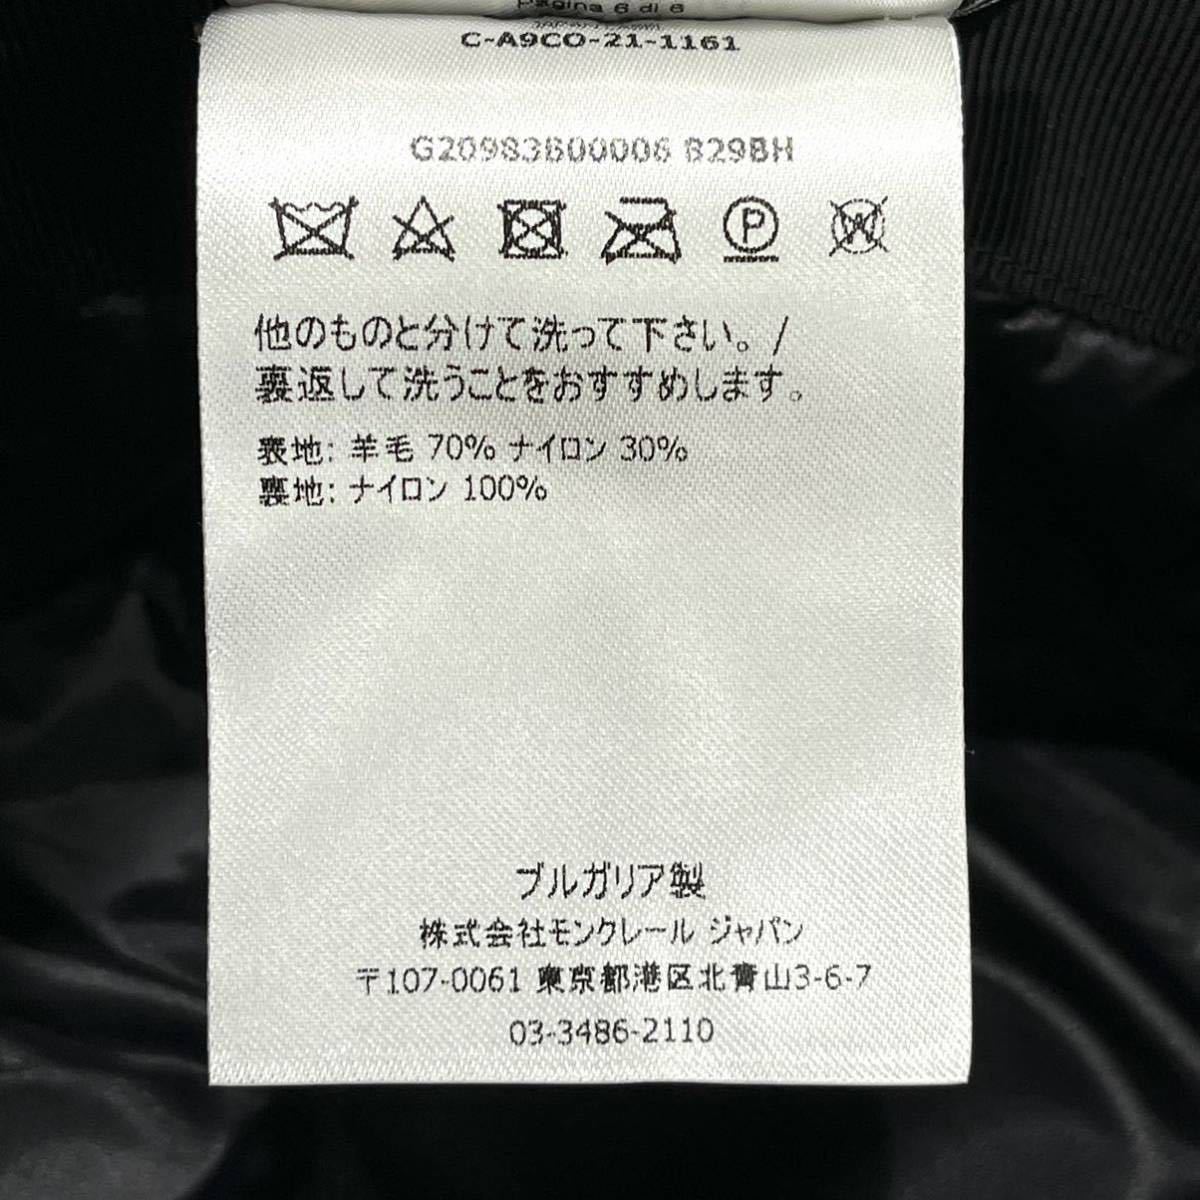 Pagina 6 di 6
C-A9CO-21-1161
G20983B00006 829BH
P
W
他のものと分けて洗って下さい。/
裏返して洗うことをおすすめします。
表地: 羊毛 70% ナイロン 30%
裏地: ナイロン 100%
ブルガリア製
株式会社モンクレール ジャパン
〒107-0061 東京都港区北青山3-6-7
03-3486-2110